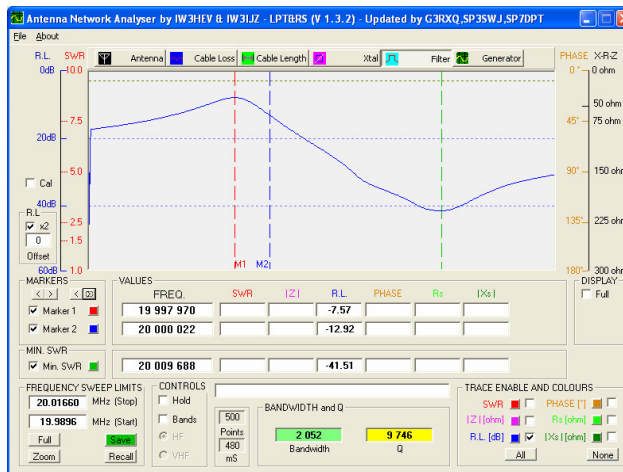 Antenna Network Analyser by IW3HEV & IW3IJZ - LPT&RS (V 1.3.2) - Updated by G3RXQ,SP3SWJ,SP7DPT
File About
R.L. SWR Antenna Cable Loss Cable Length Xtal Filter Generator PHASE X-R-Z
0dB 10.0 0° 0 ohm
50 ohm
20dB 7.5 45° 75 ohm
5.0 90° 150 ohm
Cal
R.L
x2
40dB 2.5 135° 225 ohm
0
2.1
Offset 1.5
60dB 1.0 M1 M2 180° 300 ohm
MARKERS VALUES DISPLAY
< > < FREQ. SWR |Z| R.L. PHASE Rs |Xs| Full
Marker 1 19 997 970 -7.57
Marker 2 20 000 022 -12.92
MIN. SWR
Min. SWR 20 009 688 -41.51
FREQUENCY SWEEP LIMITS CONTROLS TRACE ENABLE AND COLOURS
20.01660 MHz (Stop) Hold BANDWIDTH and Q SWR PHASE [°]
19.9896 MHz (Start) Bands 500 Points |Z| [ohm] Rs [ohm]
Full Save HF 480 mS 2 052 9 746 R.L. [dB] |Xs| [ohm]
Zoom Recall VHF Bandwidth Q All None